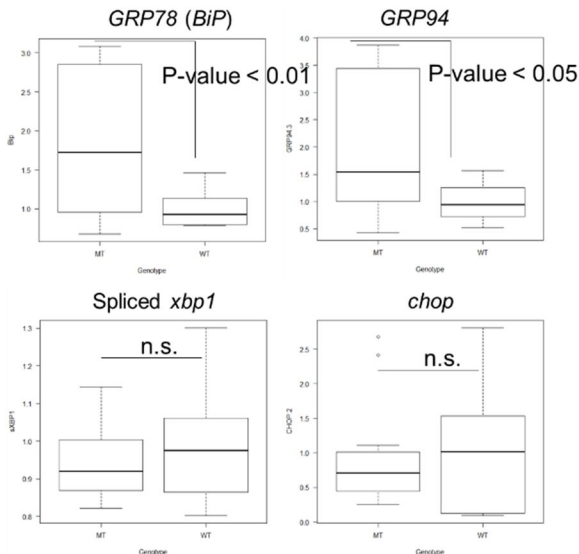 GRP78 (BiP)
GRP94
3.0
2.5
2.0
1.5
1.0
Bip
P-value < 0.01
MT
WT
Genotype
4.0
3.5
3.0
2.5
2.0
1.5
1.0
0.5
GRP94.3
P-value < 0.05
MT
WT
Genotype
Spliced xbp1
chop
1.3
1.2
1.1
1.0
0.9
0.8
sXBP1
n.s.
MT
WT
Genotype
2.5
2.0
1.5
1.0
0.5
0.0
CHOP.2
n.s.
MT
WT
Genotype